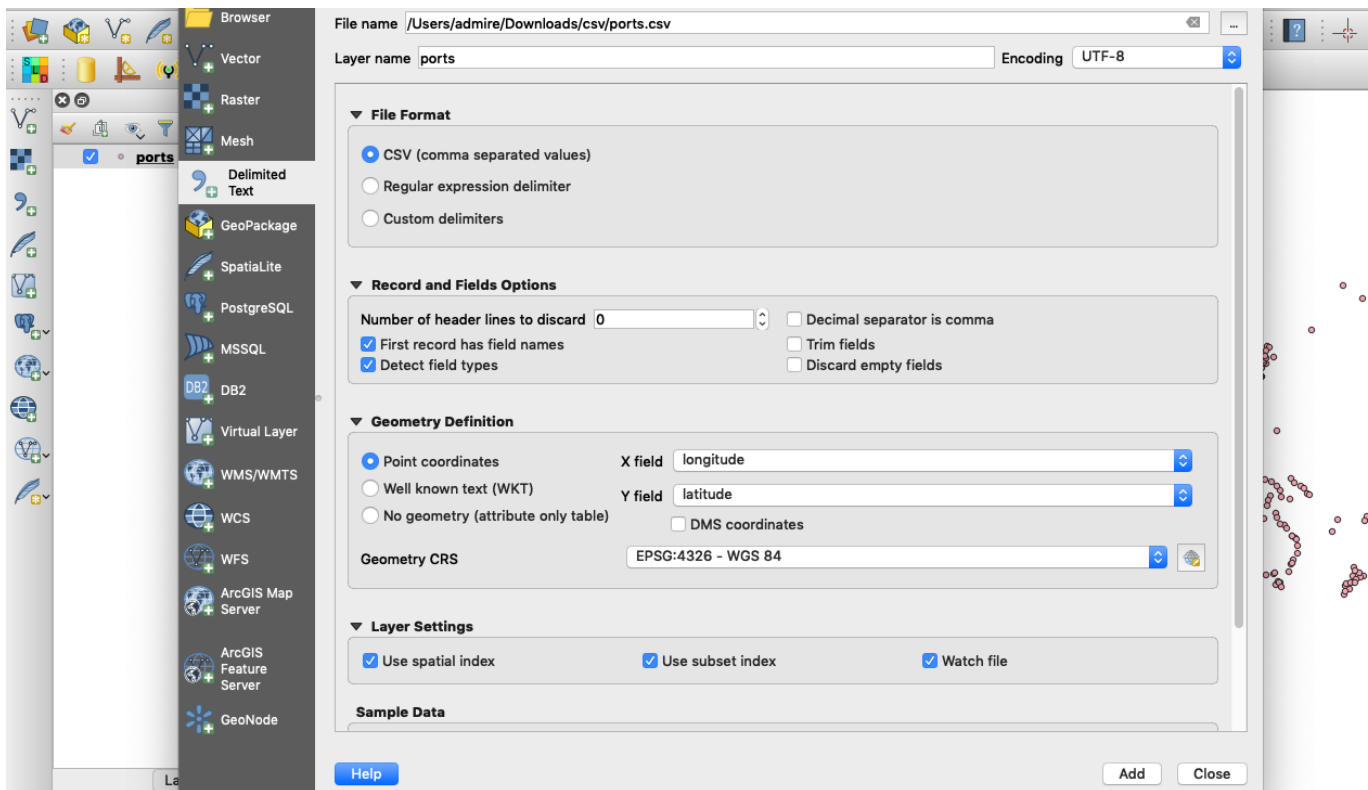 Browser
Vector
Raster
Mesh
Delimited
Text
GeoPackage
SpatiaLite
PostgreSQL
MSSQL
DB2 DB2
Virtual Layer
WMS/WMTS
WCS
WFS
ArcGIS Map
Server
ArcGIS
Feature
Server
GeoNode
ports
La
File name /Users/admire/Downloads/csv/ports.csv ...
Layer name ports Encoding UTF-8
File Format
CSV (comma separated values)
Regular expression delimiter
Custom delimiters
Record and Fields Options
Number of header lines to discard 0 Decimal separator is comma
First record has field names Trim fields
Detect field types Discard empty fields
Geometry Definition
Point coordinates X field longitude
Well known text (WKT) Y field latitude
No geometry (attribute only table) DMS coordinates
Geometry CRS EPSG:4326 - WGS 84
Layer Settings
Use spatial index Use subset index Watch file
Sample Data
Help Add Close